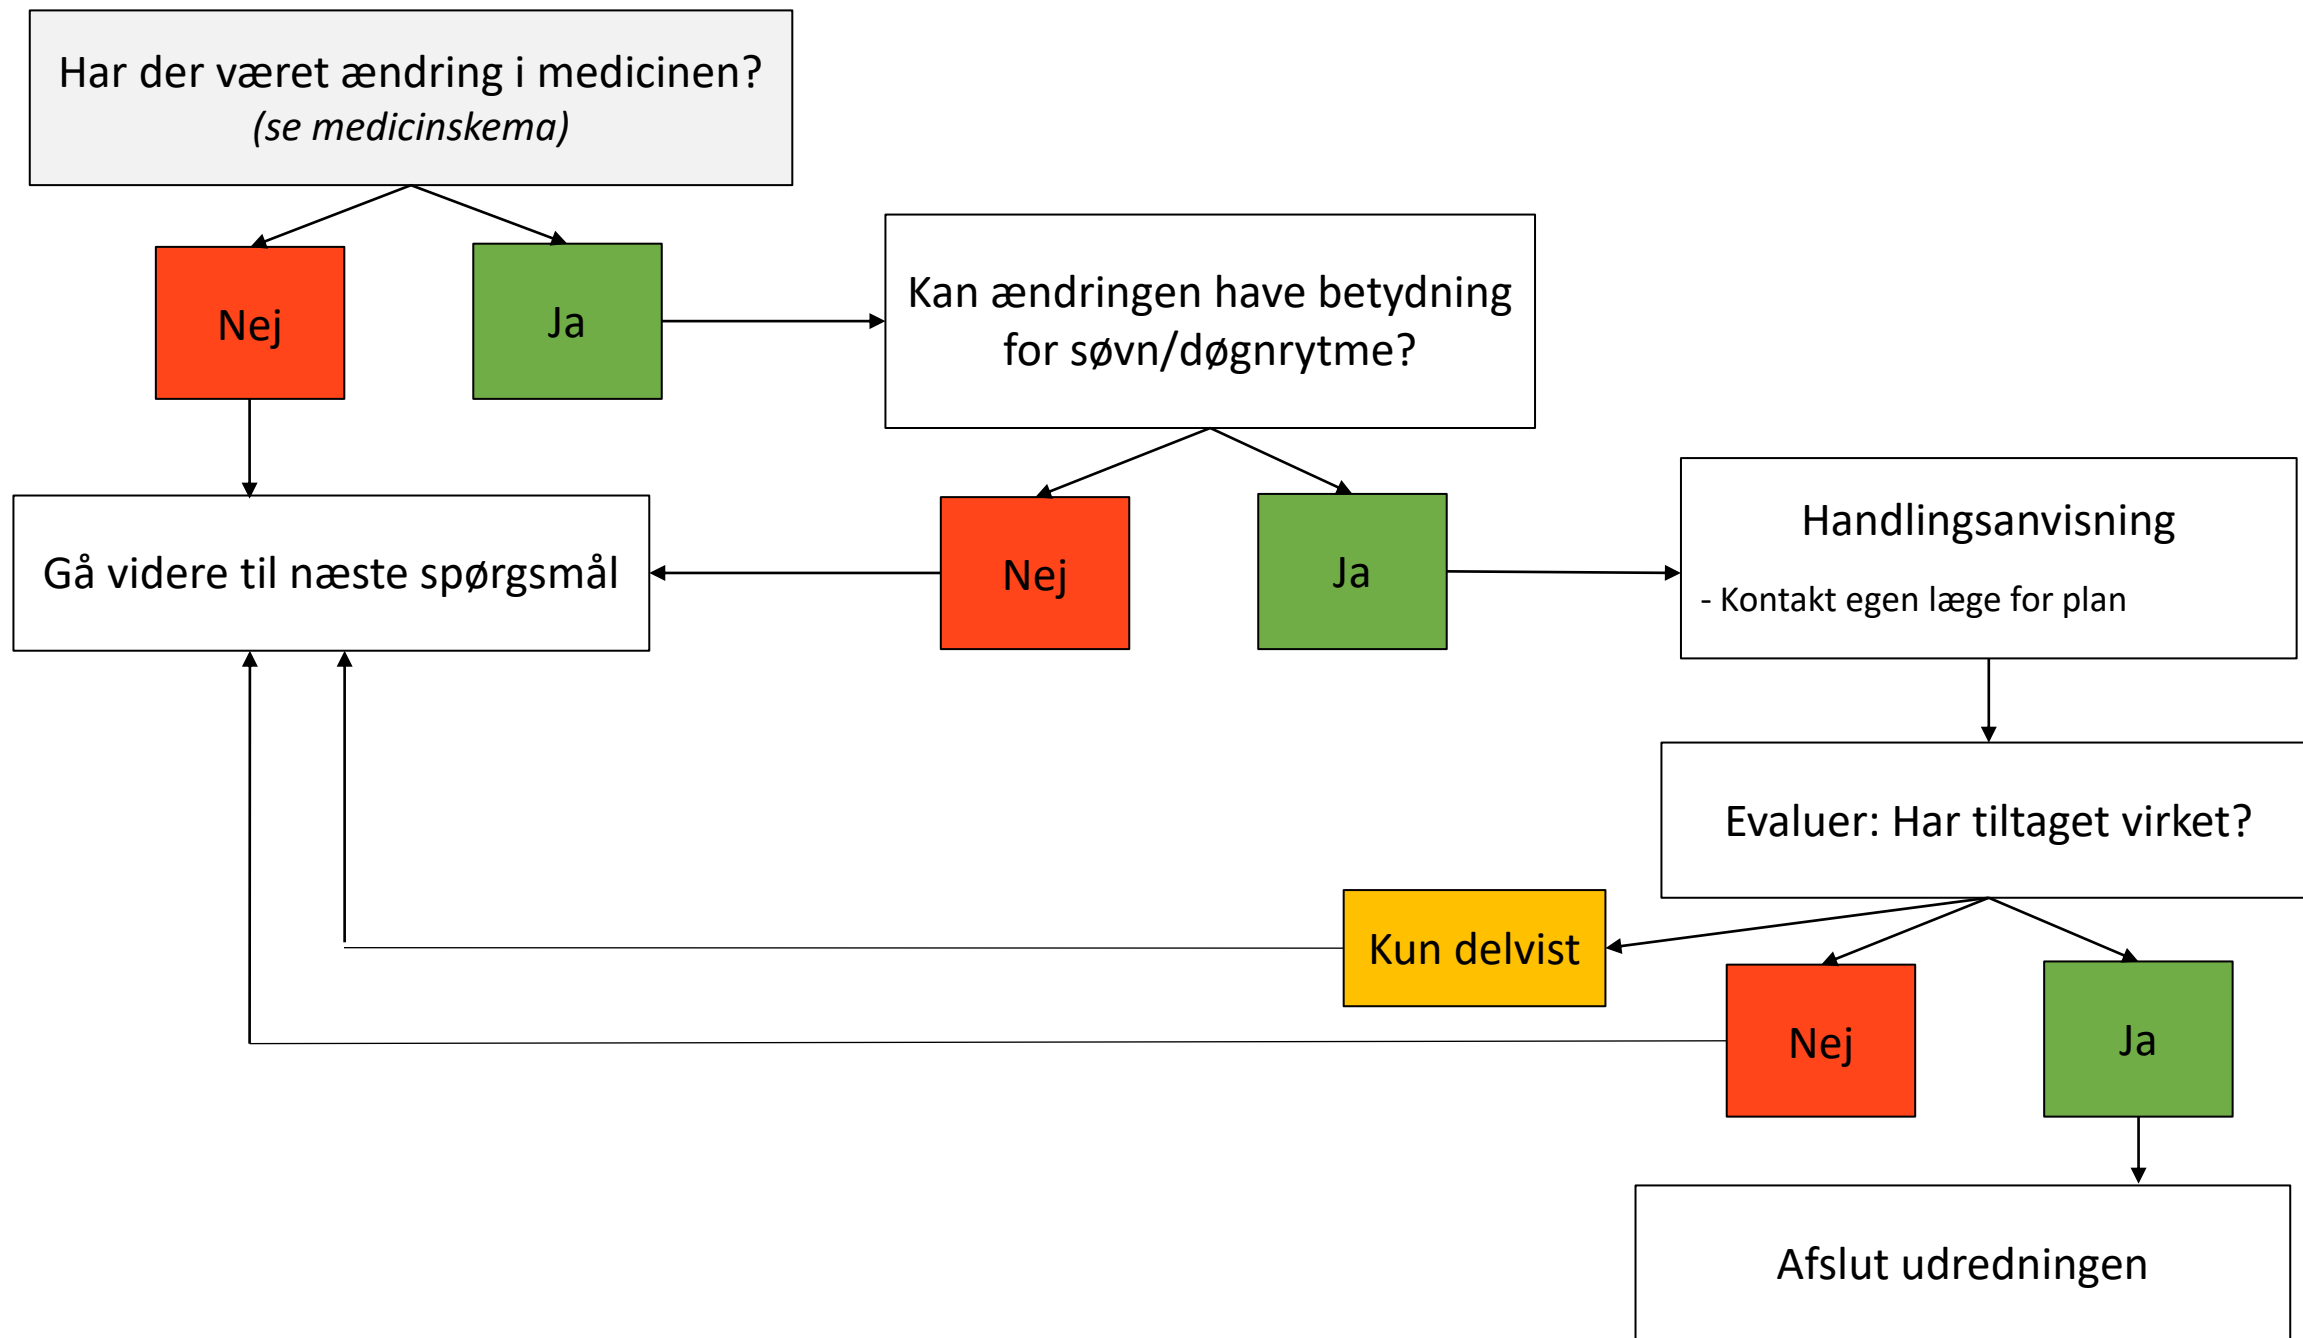 Har der været ændring i medicinen?
(se medicinskema)
Nej
Ja
Kan ændringen have betydning
for søvn/døgnrytme?
Gå videre til næste spørgsmål
Nej
Ja
Handlingsanvisning
- Kontakt egen læge for plan
Evaluer: Har tiltaget virket?
Kun delvist
Nej
Ja
Afslut udredningen